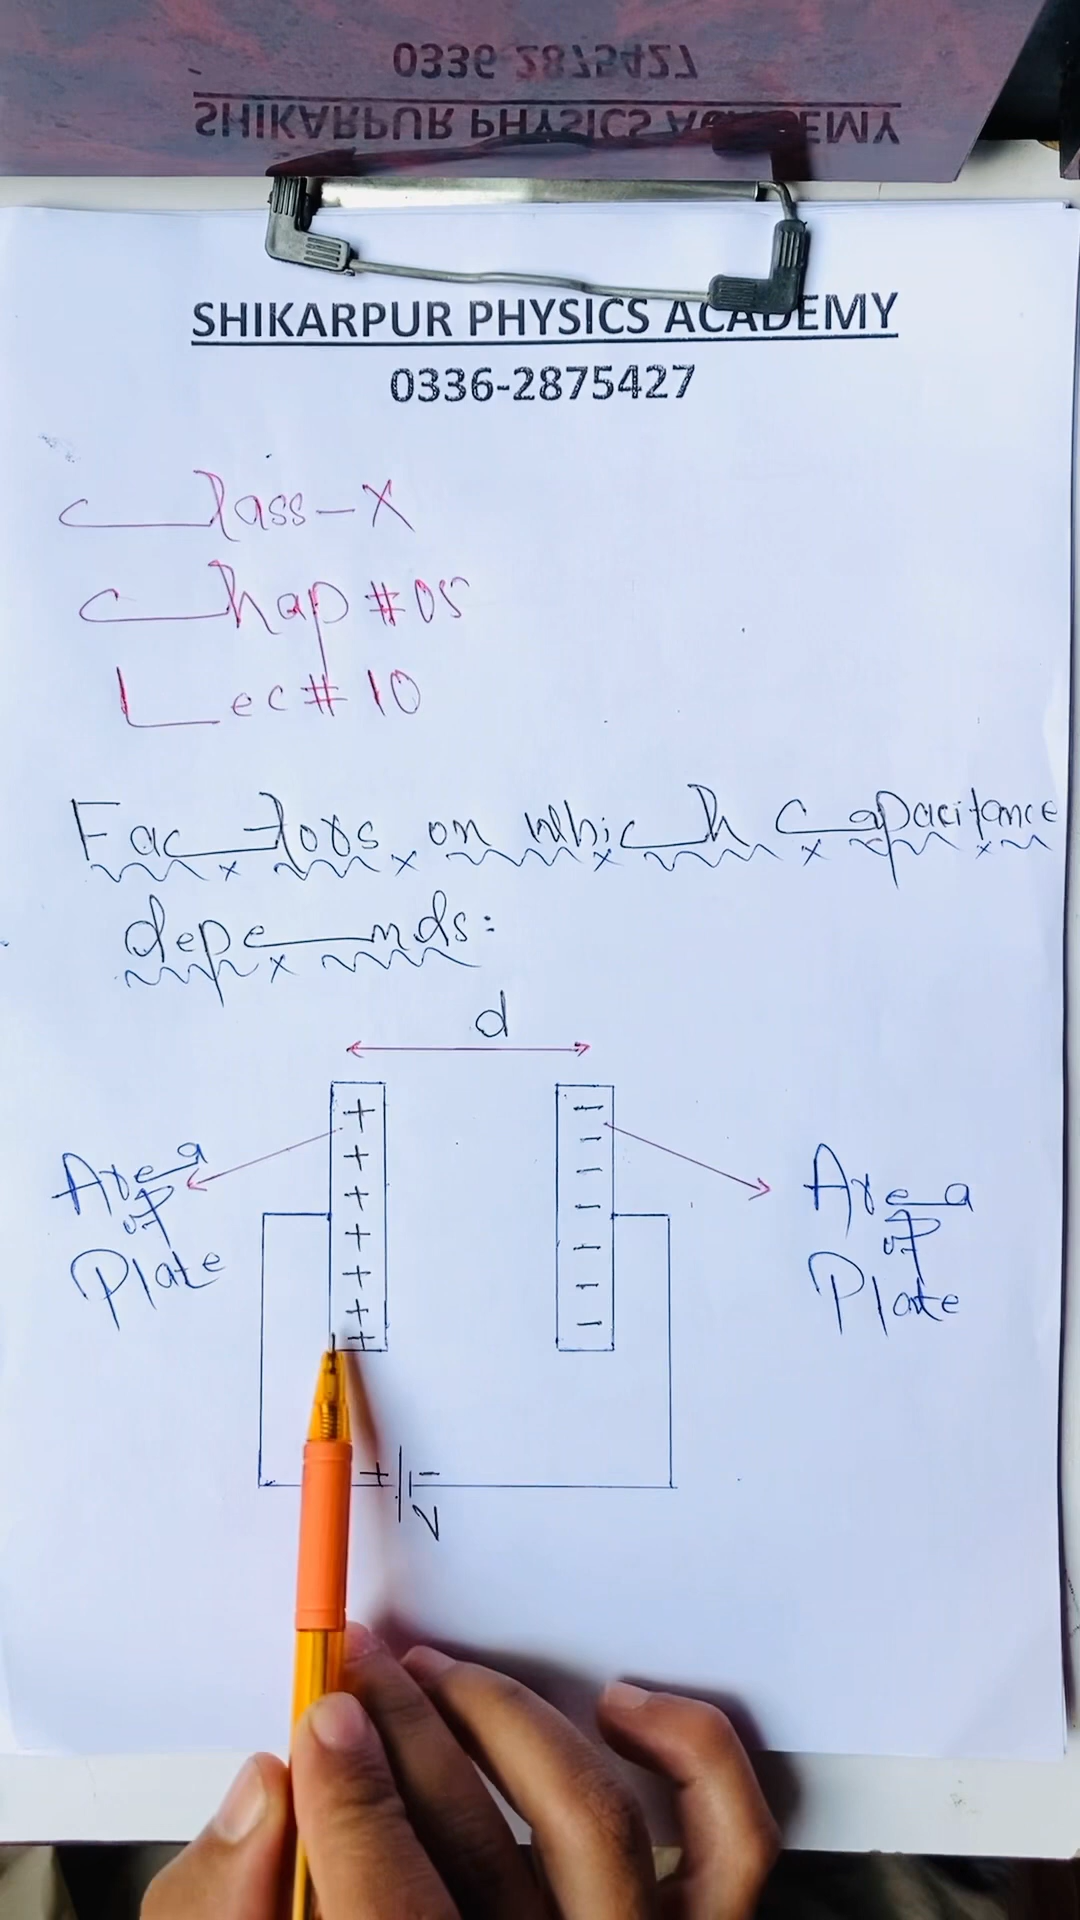 0336-2875427
SHIKARPUR PHYSICS ACADEMY
SHIKARPUR PHYSICS ACADEMY
0336-2875427
Class-X
Chap #05
Lec# 10
Factors on which Capacitance
depends:
d
+ −
+ −
+ −
+ −
+ −
+ −
+ −
Area
of
Plate
Area
of
Plate
+ −
V